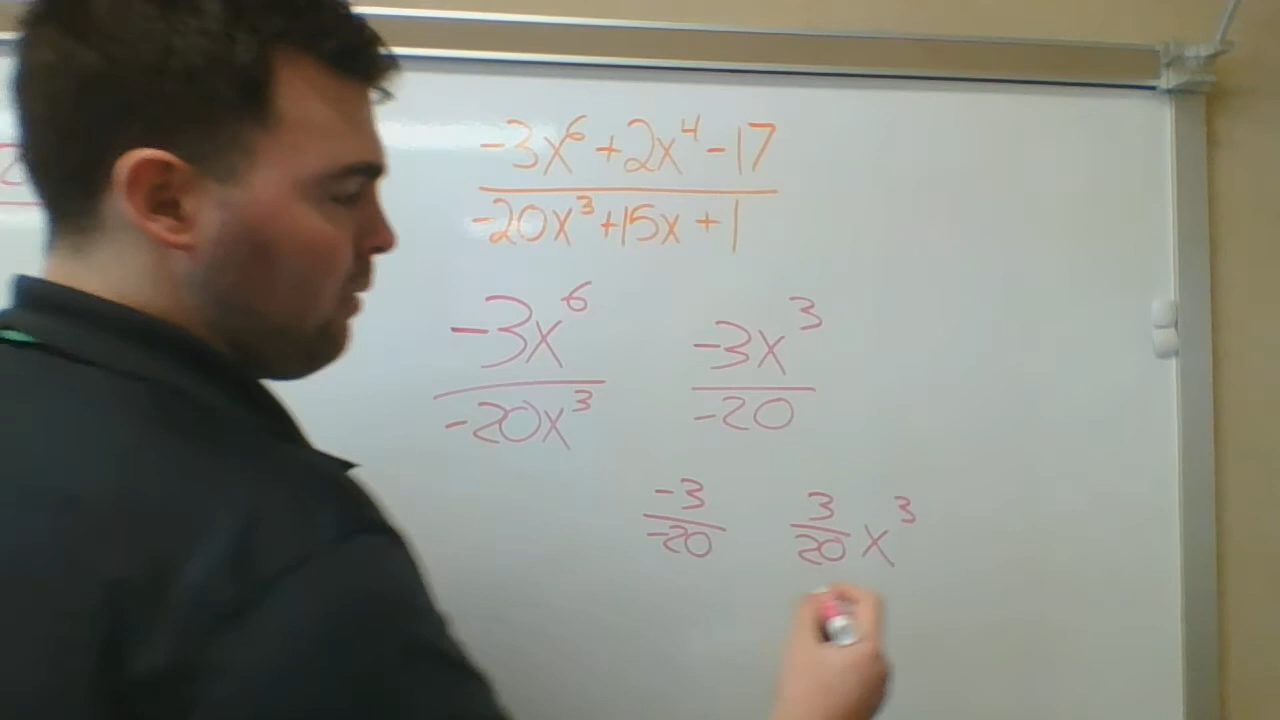 -3x⁶+2x⁴-17
-20x³+15x+1
-3x⁶ -3x³
-20x³ -20
-3 3 x³
-20 20